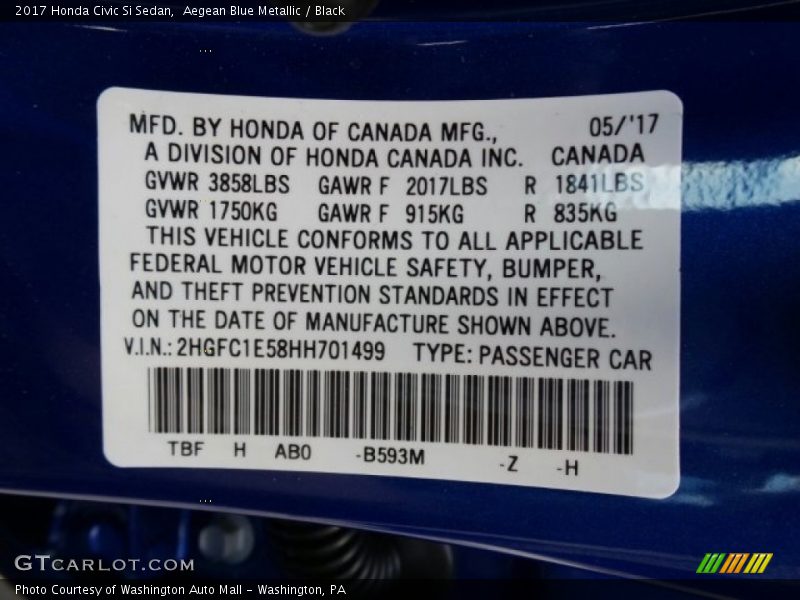 2017 Honda Civic Si Sedan,  Aegean Blue Metallic / Black
MFD. BY HONDA OF CANADA MFG., 05/'17
A DIVISION OF HONDA CANADA INC. CANADA
GVWR 3858LBS GAWR F 2017LBS R 1841LBS
GVWR 1750KG GAWR F 915KG R 835KG
THIS VEHICLE CONFORMS TO ALL APPLICABLE
FEDERAL MOTOR VEHICLE SAFETY, BUMPER,
AND THEFT PREVENTION STANDARDS IN EFFECT
ON THE DATE OF MANUFACTURE SHOWN ABOVE.
V.I.N.: 2HGFC1E58HH701499 TYPE: PASSENGER CAR
TBF H AB0 -B593M -Z -H
GTCARLOT.COM
Photo Courtesy of Washington Auto Mall - Washington, PA